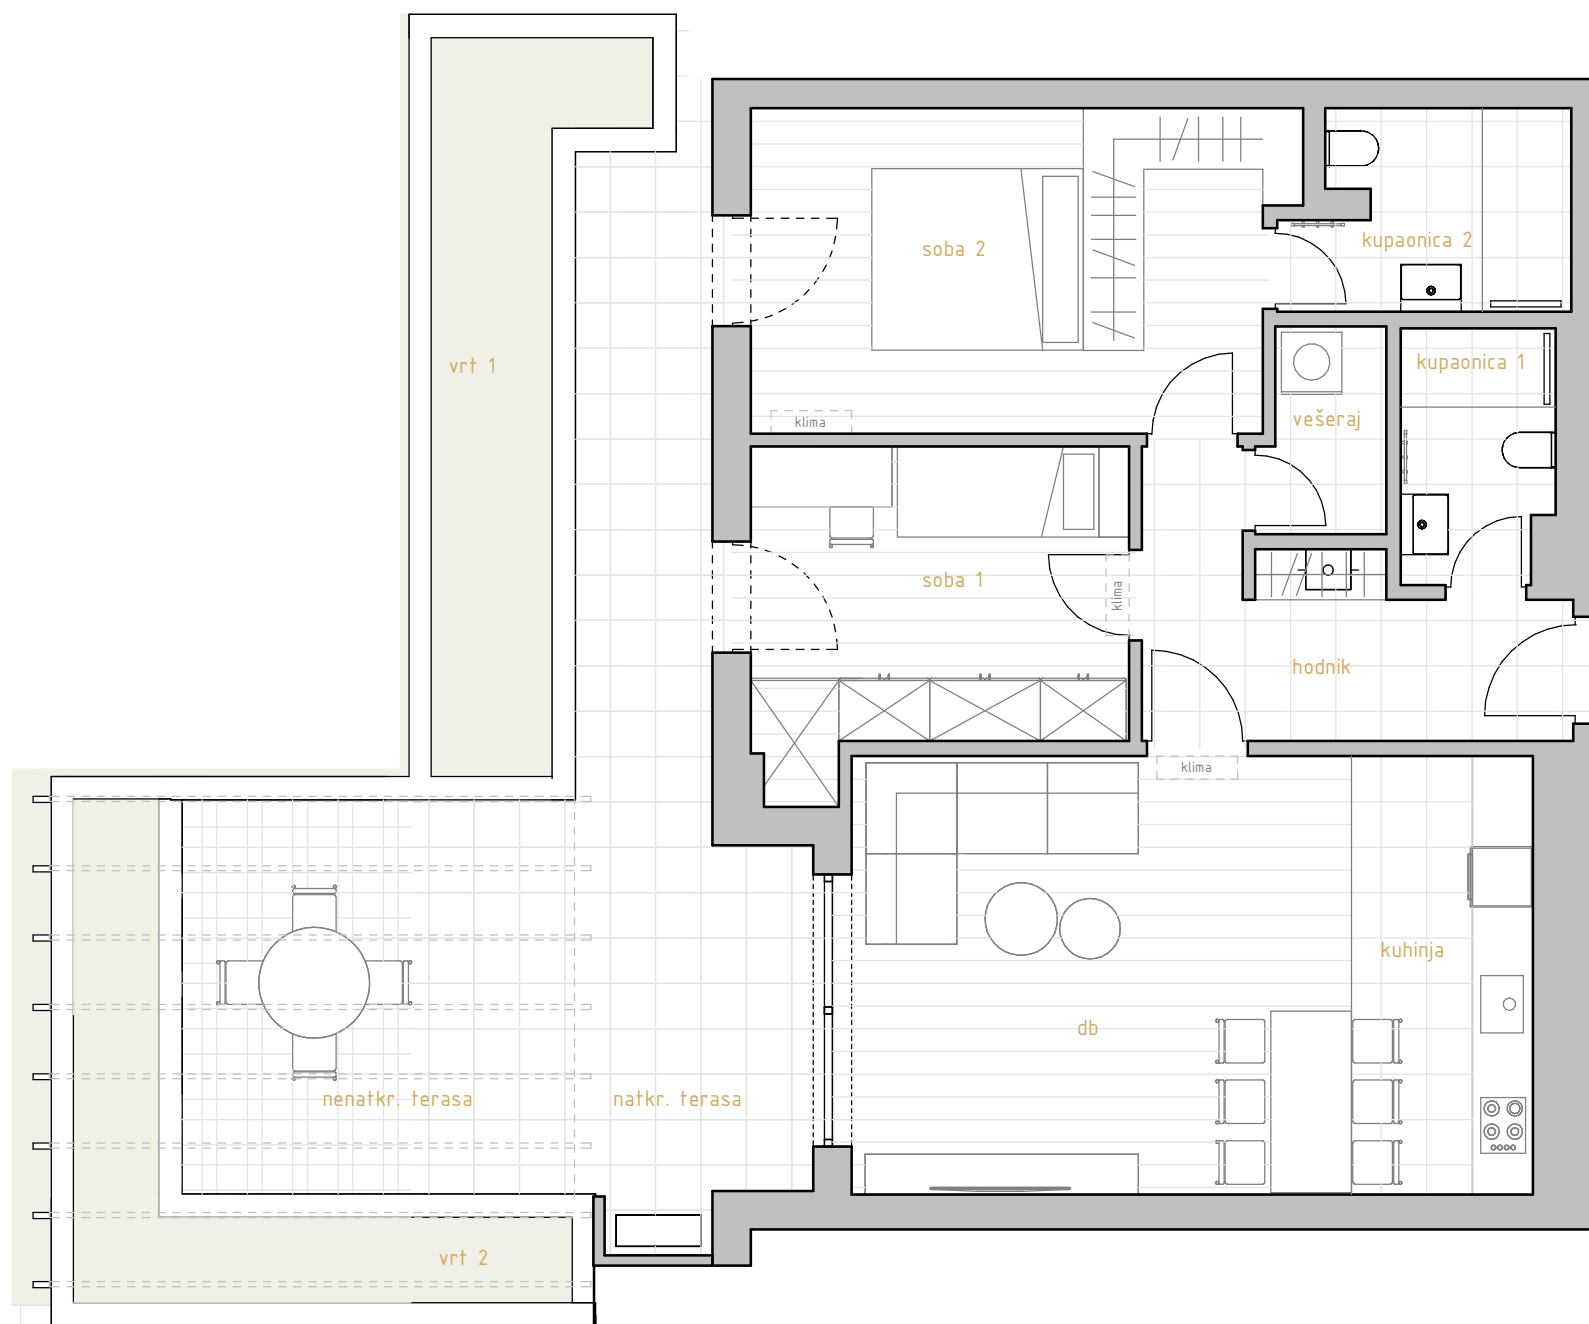 soba 2
kupaonica 2
vrt 1
kupaonica 1
klima
vešeraj
soba 1
klima
hodnik
klima
kuhinja
db
nenatkr. terasa
natkr. terasa
vrt 2